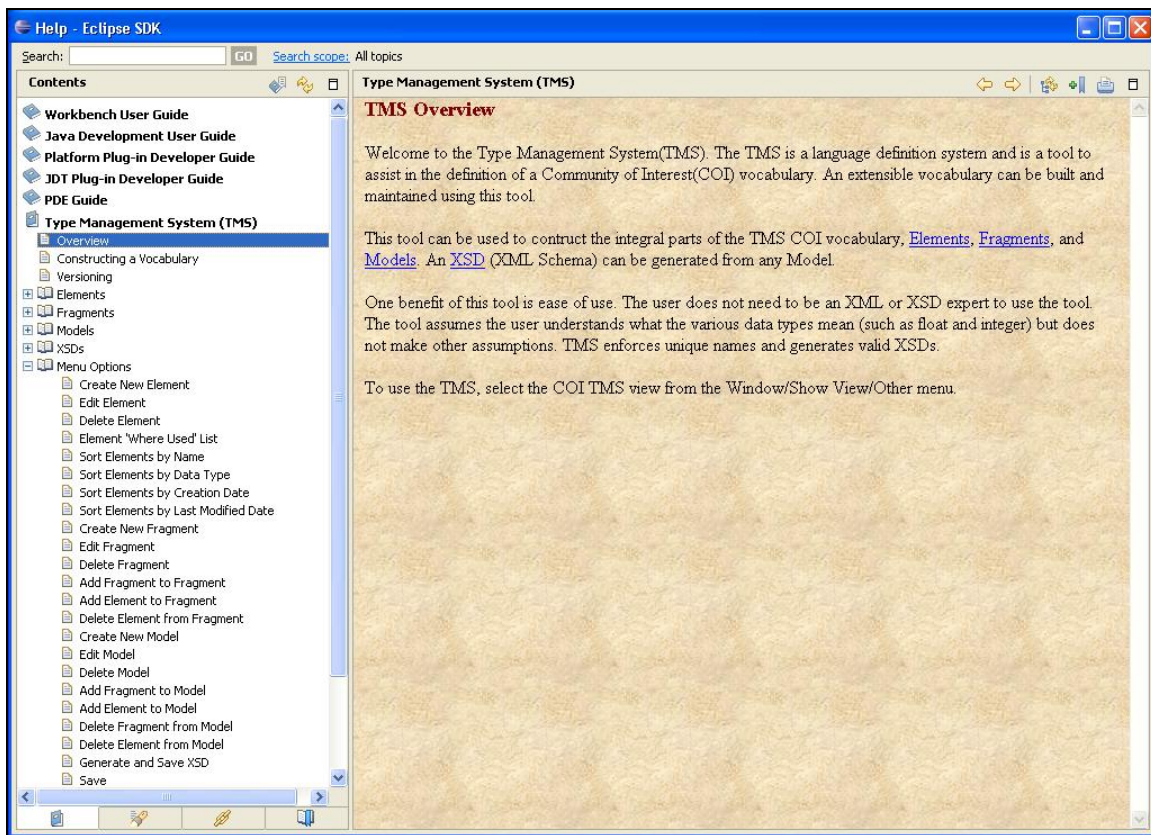 Help - Eclipse SDK
Search: GO Search scope: All topics
Contents
Workbench User Guide
Java Development User Guide
Platform Plug-in Developer Guide
JDT Plug-in Developer Guide
PDE Guide
Type Management System (TMS)
Overview
Constructing a Vocabulary
Versioning
Elements
Fragments
Models
XSDs
Menu Options
Create New Element
Edit Element
Delete Element
Element 'Where Used' List
Sort Elements by Name
Sort Elements by Data Type
Sort Elements by Creation Date
Sort Elements by Last Modified Date
Create New Fragment
Edit Fragment
Delete Fragment
Add Fragment to Fragment
Add Element to Fragment
Delete Element from Fragment
Create New Model
Edit Model
Delete Model
Add Fragment to Model
Add Element to Model
Delete Fragment from Model
Delete Element from Model
Generate and Save XSD
Save
Type Management System (TMS)
TMS Overview
Welcome to the Type Management System(TMS). The TMS is a language definition system and is a tool to
assist in the definition of a Community of Interest(COI) vocabulary. An extensible vocabulary can be built and
maintained using this tool.
This tool can be used to contruct the integral parts of the TMS COI vocabulary, Elements, Fragments, and
Models. An XSD (XML Schema) can be generated from any Model.
One benefit of this tool is ease of use. The user does not need to be an XML or XSD expert to use the tool.
The tool assumes the user understands what the various data types mean (such as float and integer) but does
not make other assumptions. TMS enforces unique names and generates valid XSDs.
To use the TMS, select the COI TMS view from the Window/Show View/Other menu.